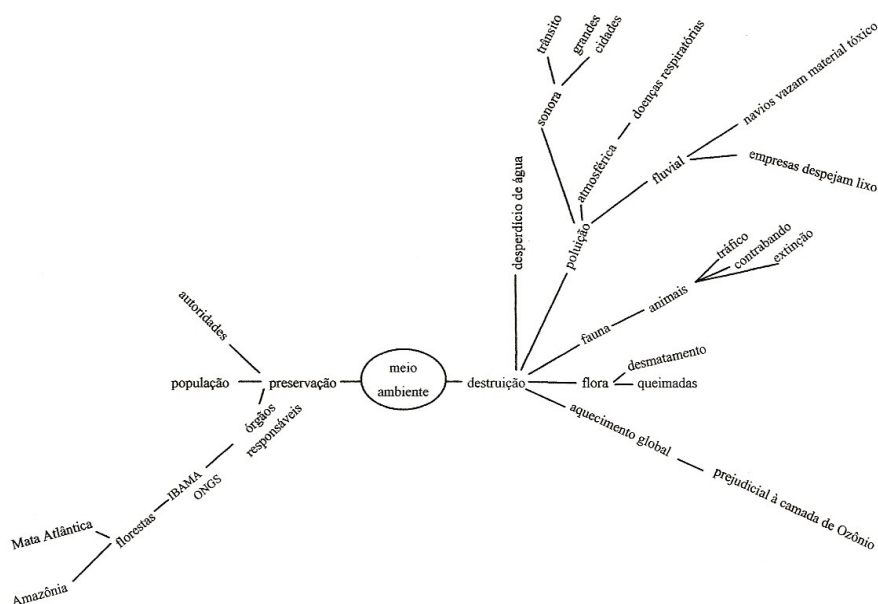 trânsito
grandes
cidades
sonora
doenças respiratórias
atmosférica
navios vazam material tóxico
fluvial
empresas despejam lixo
desperdício de água
poluição
tráfico
contrabando
extinção
animais
fauna
autoridades
desmatamento
população
preservação
meio
ambiente
destruição
flora
queimadas
aquecimento global
prejudicial à camada de Ozônio
órgãos
responsáveis
IBAMA
ONGS
florestas
Mata Atlântica
Amazônia